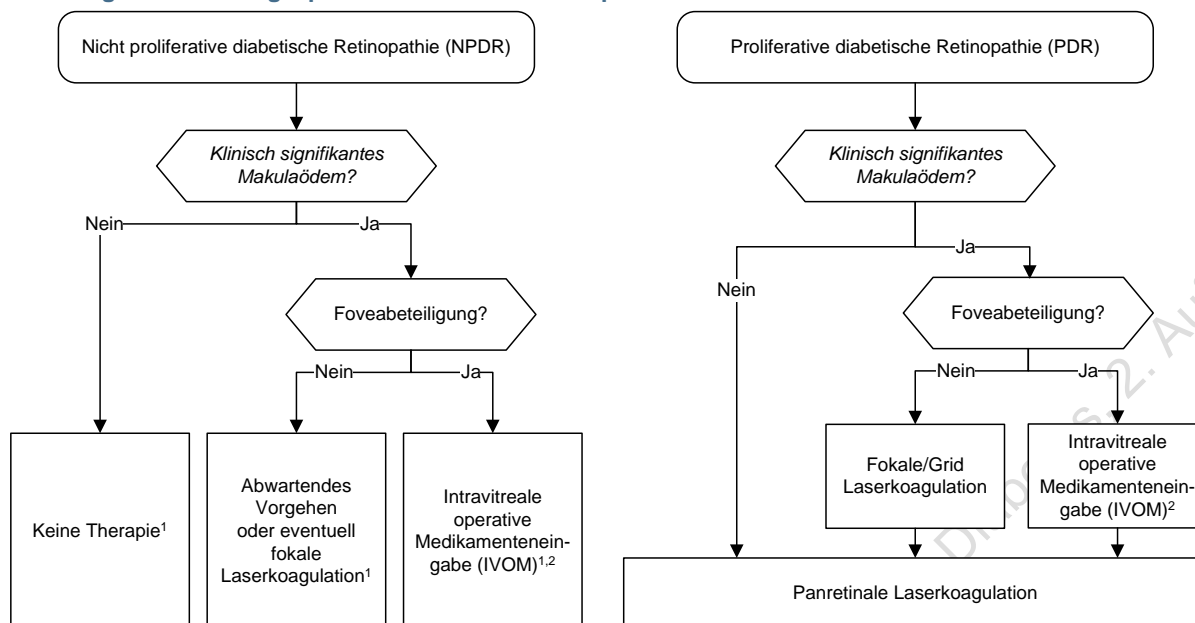 Nicht proliferative diabetische Retinopathie (NPDR)
Klinisch signifikantes
Makulaödem?
Nein
Ja
Foveabeteiligung?
Nein
Ja
Keine Therapie¹
Abwartendes
Vorgehen
oder eventuell
fokale
Laserkoagulation¹
Intravitreale
operative
Medikamentenein-
gabe (IVOM)¹,²
Proliferative diabetische Retinopathie (PDR)
Klinisch signifikantes
Makulaödem?
Nein
Ja
Foveabeteiligung?
Nein
Ja
Fokale/Grid
Laserkoagulation
Intravitreale
operative
Medikamentenein-
gabe (IVOM)²
Panretinale Laserkoagulation
2. Au